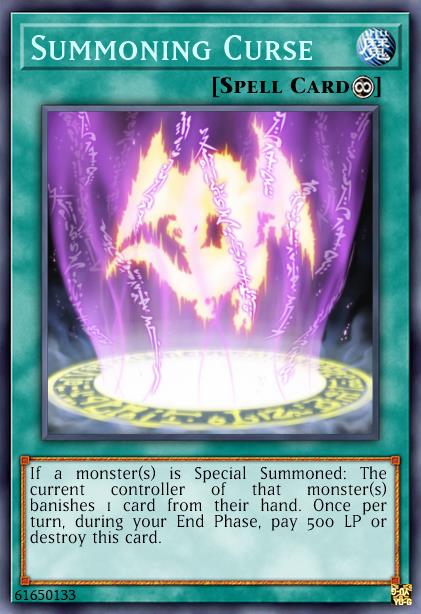 Summoning Curse
[Spell Card]
If a monster(s) is Special Summoned: The
current controller of that monster(s)
banishes 1 card from their hand. Once per
turn, during your End Phase, pay 500 LP or
destroy this card.
61650133